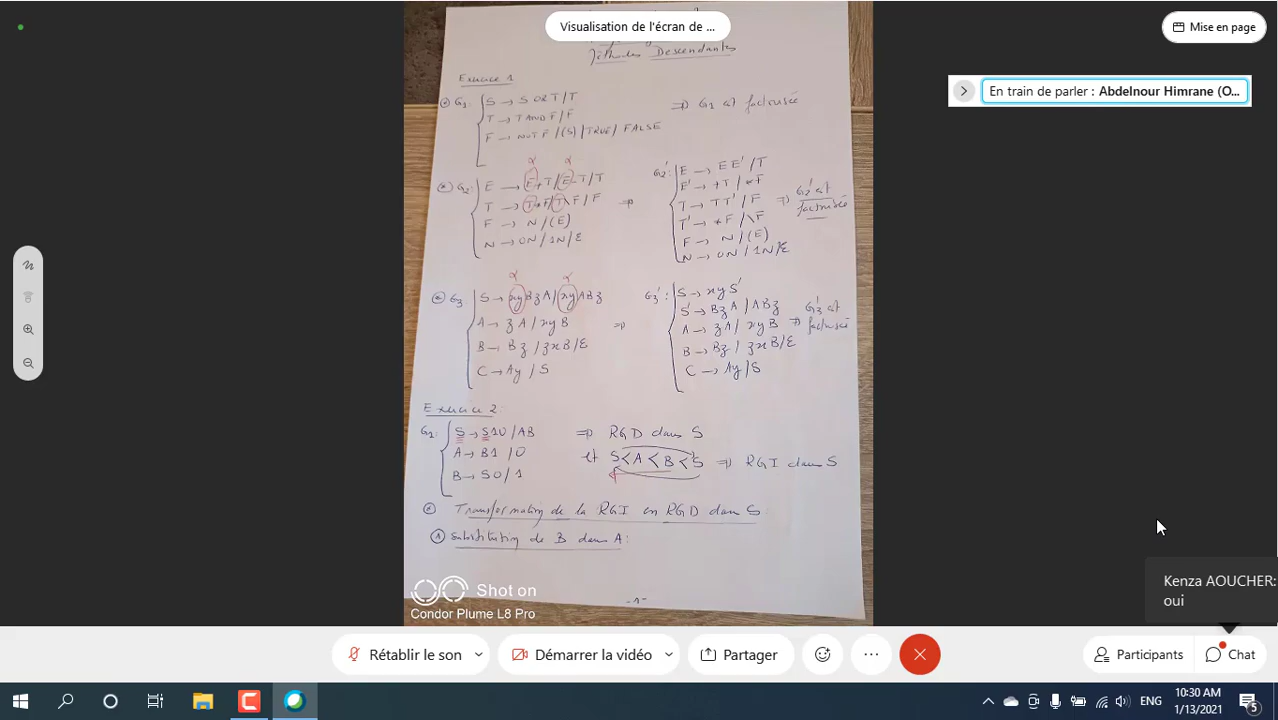 Visualisation de l'écran de ...
Mise en page
En train de parler : Abdelnour Himrane (O...
Méthodes Descendantes
Exercice 1
G1 { S → S OR T / T
T → T AND F / F
F → NOT F / (S) / TRUE / FALSE
⇒ G1 est factorisée
α α
G2 { E → E+T / E-T / T
T → T*F / T\F / F
F → N / (E)
N → 0N / 1N / ε
⇒
G2' : { E → E E' / T
E' → +T / -T
T → T T' / F
T' → *F / \F
F → N / (E)
N → 0N / 1N / ε
⇒ G2' est factorisée
α α
G3 { S → xyBzA / xyABz
A → zA / xyB
B → Bz / zxB / ε
C → Ay / S
⇒
G3' : { S → xyS'
S → BzA / ABz
A → zA / xyB
B → Bz / zxB / ε
C → Ay / S
⇒ G3' est factorisée
Exercice 2
G1 { S → S10 / AB
A → B1 / 0
B → S0 / 1
⇒ RGD dans S
et S < A < B < S ⇒ RGI dans S
Transformation de la RGI en RGD dans S
① Substitution de B dans A :
-1-
Shot on
Condor Plume L8 Pro
Kenza AOUCHER:
oui
Rétablir le son
Démarrer la vidéo
Partager
Participants
Chat
ENG
10:30 AM
1/13/2021
5